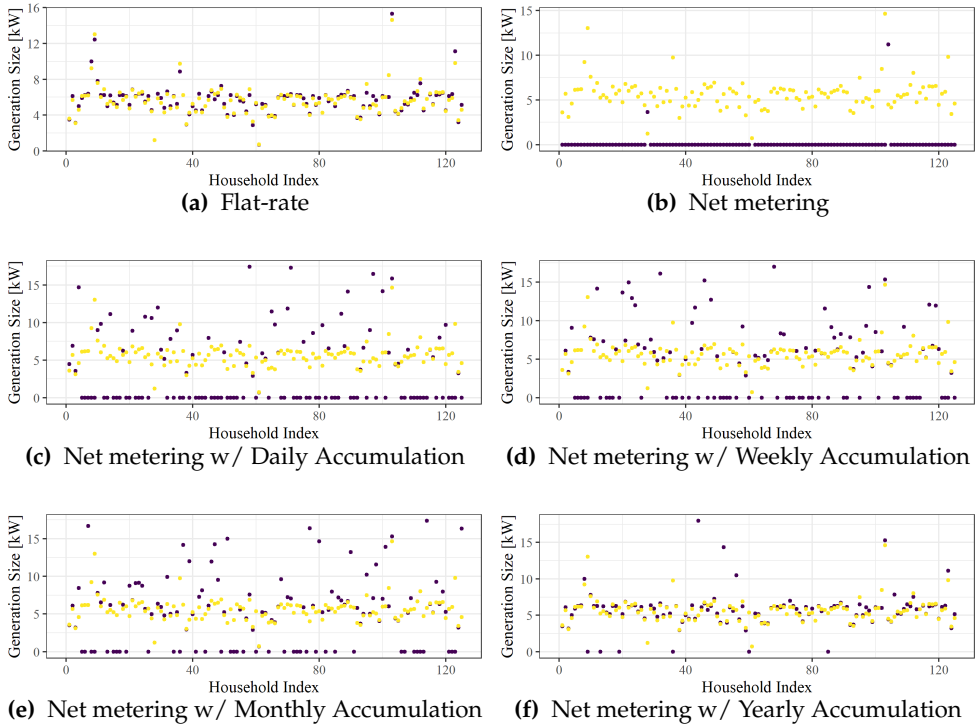 Generation Size [kW]
16
12
8
4
0
0
40
80
120
Household Index
(a) Flat-rate
Generation Size [kW]
15
10
5
0
0
40
80
120
Household Index
(b) Net metering
Generation Size [kW]
15
10
5
0
0
40
80
120
Household Index
(c) Net metering w/ Daily Accumulation
Generation Size [kW]
15
10
5
0
0
40
80
120
Household Index
(d) Net metering w/ Weekly Accumulation
Generation Size [kW]
15
10
5
0
0
40
80
120
Household Index
(e) Net metering w/ Monthly Accumulation
Generation Size [kW]
15
10
5
0
0
40
80
120
Household Index
(f) Net metering w/ Yearly Accumulation